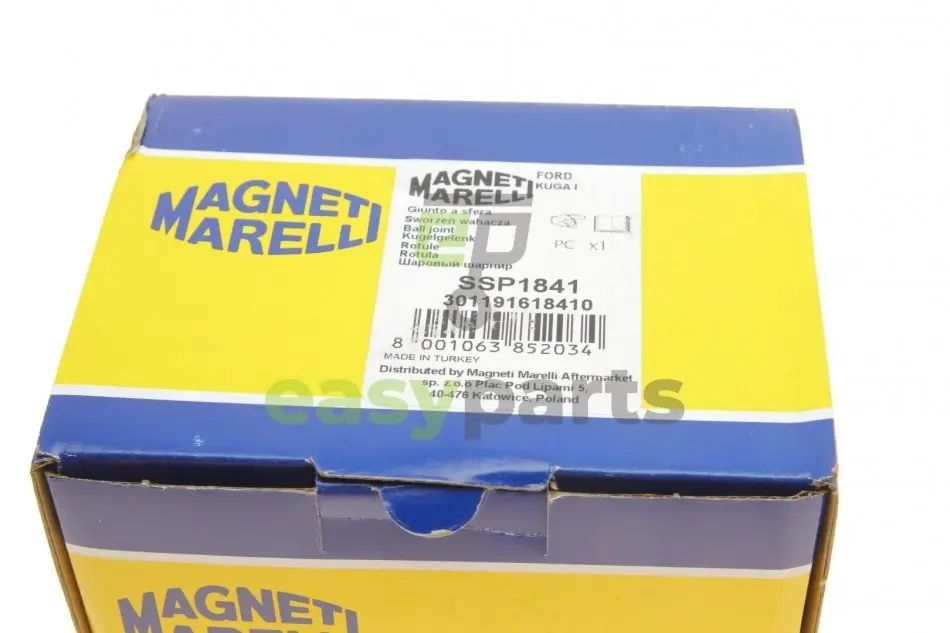 MAGNETI
MARELLI
MAGNETI
MARELLI
FORD
KUGA I
Giunto a sfera
Sworzeń wahacza
Ball joint
Kugelgelenk
Rotule
Rotula
Шаровый шарнир
PC x1
SSP1841
301191618410
8 001063 852034
MADE IN TURKEY
Distributed by Magneti Marelli Aftermarket
sp. z.o.o Plac Pod Lipami 5,
40-476 Katowice, Poland
easyparts
MAGNETI
MARELLI